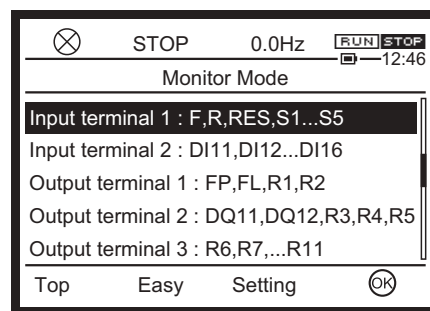 STOP 0.0Hz RUN STOP
12:46
Monitor Mode
Input terminal 1 : F,R,RES,S1...S5
Input terminal 2 : DI11,DI12...DI16
Output terminal 1 : FP,FL,R1,R2
Output terminal 2 : DQ11,DQ12,R3,R4,R5
Output terminal 3 : R6,R7,...R11
Top Easy Setting OK